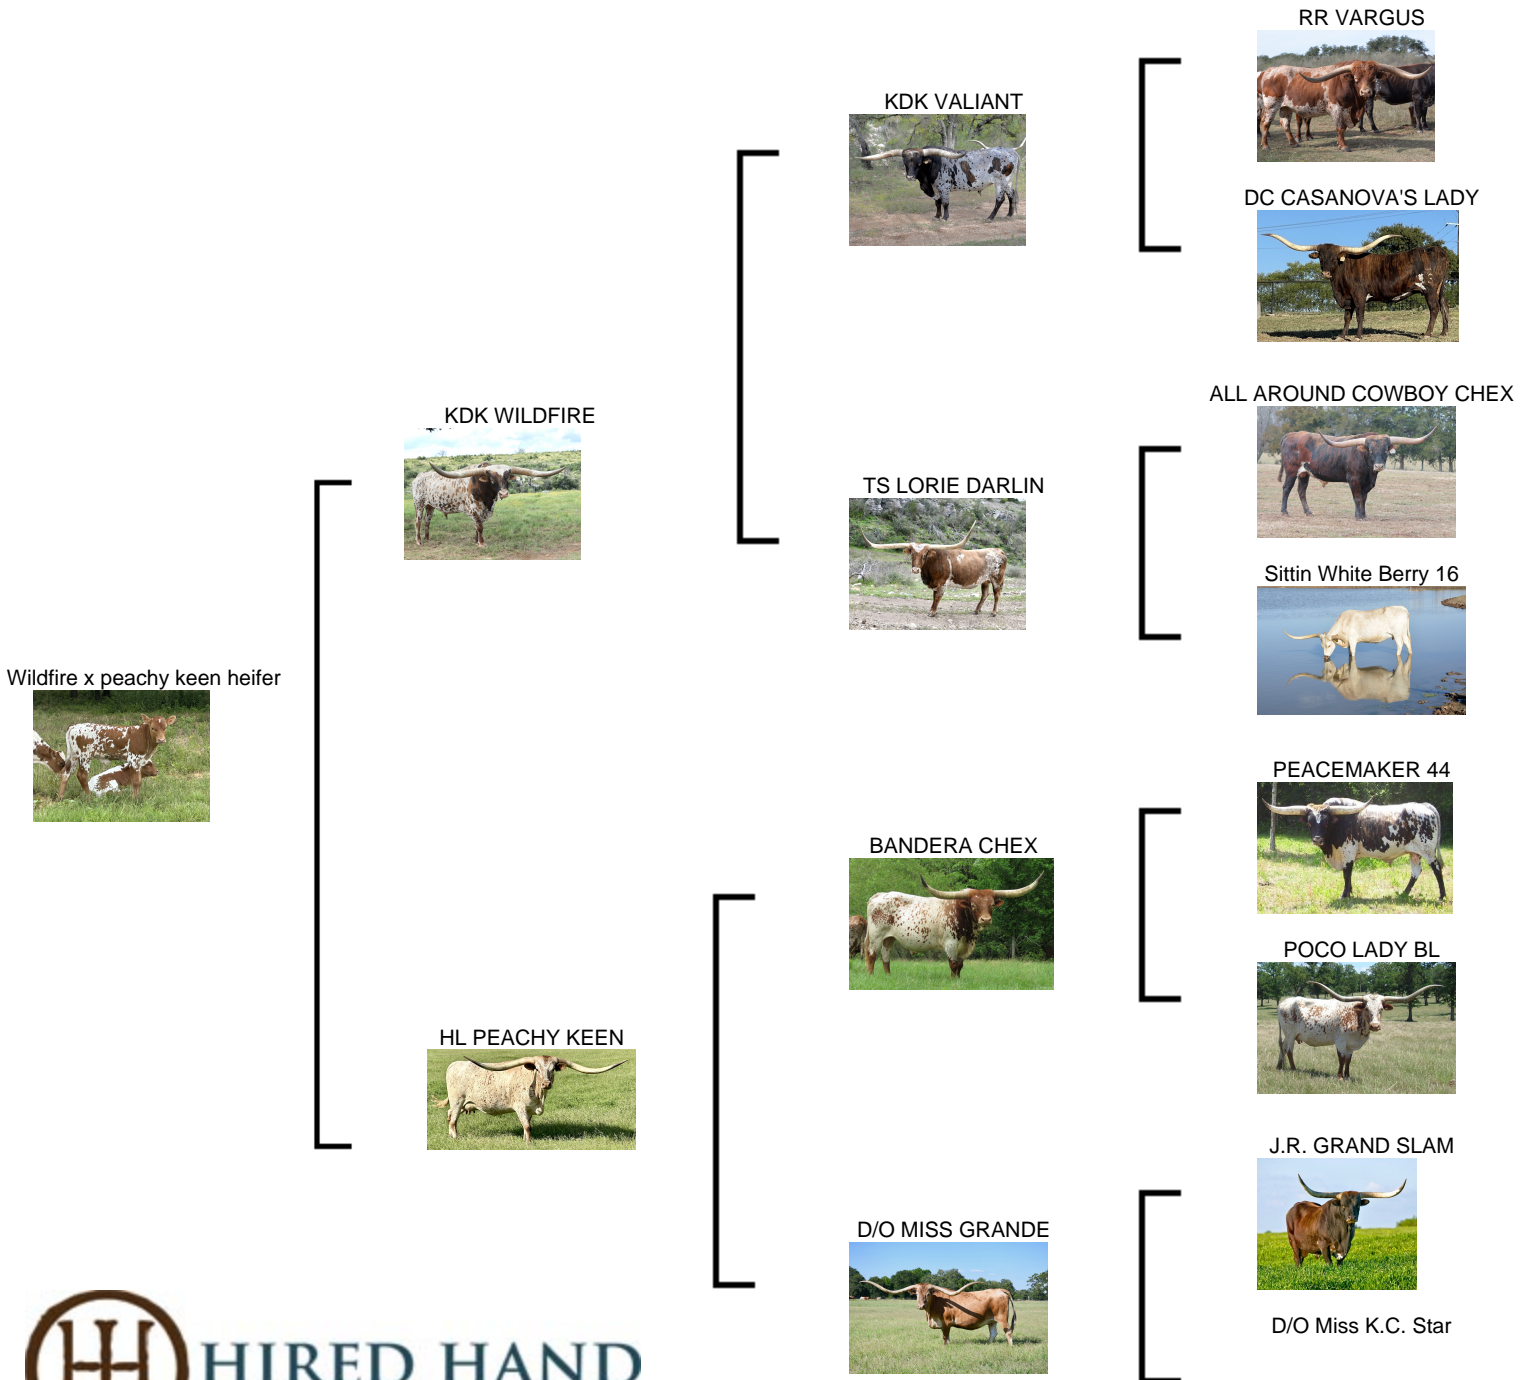 RR VARGUS
KDK VALIANT
DC CASANOVA'S LADY
ALL AROUND COWBOY CHEX
KDK WILDFIRE
TS LORIE DARLIN
Sittin White Berry 16
Wildfire x peachy keen heifer
PEACEMAKER 44
BANDERA CHEX
POCO LADY BL
HL PEACHY KEEN
J.R. GRAND SLAM
D/O MISS GRANDE
D/O Miss K.C. Star
HIRED HAND